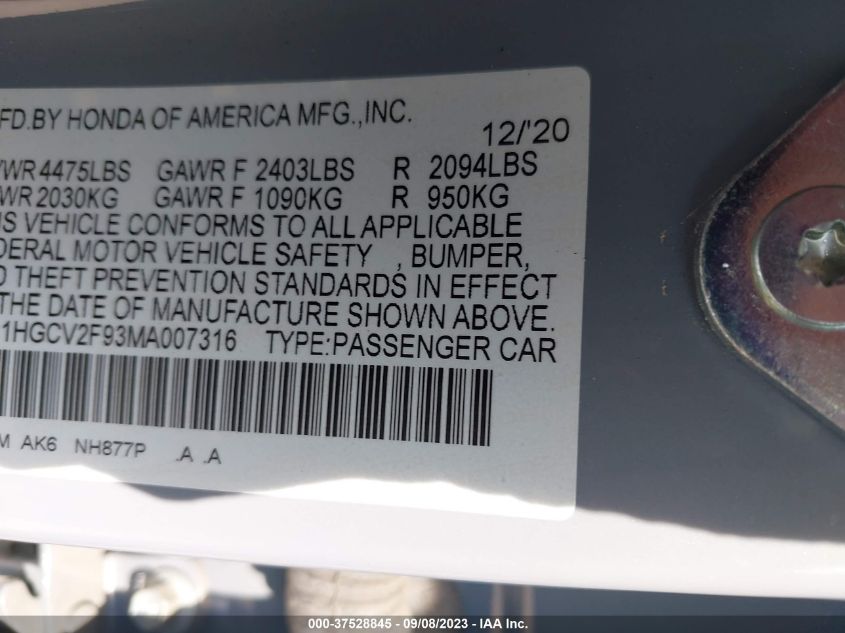 FD.BY HONDA OF AMERICA MFG.,INC.
12/'20
WR 4475LBS GAWR F 2403LBS R 2094LBS
WR 2030KG GAWR F 1090KG R 950KG
IS VEHICLE CONFORMS TO ALL APPLICABLE
DERAL MOTOR VEHICLE SAFETY , BUMPER,
D THEFT PREVENTION STANDARDS IN EFFECT
THE DATE OF MANUFACTURE SHOWN ABOVE.
1HGCV2F93MA007316 TYPE:PASSENGER CAR
M AK6 NH877P .A .A
000-37528845 - 09/08/2023 - IAA Inc.